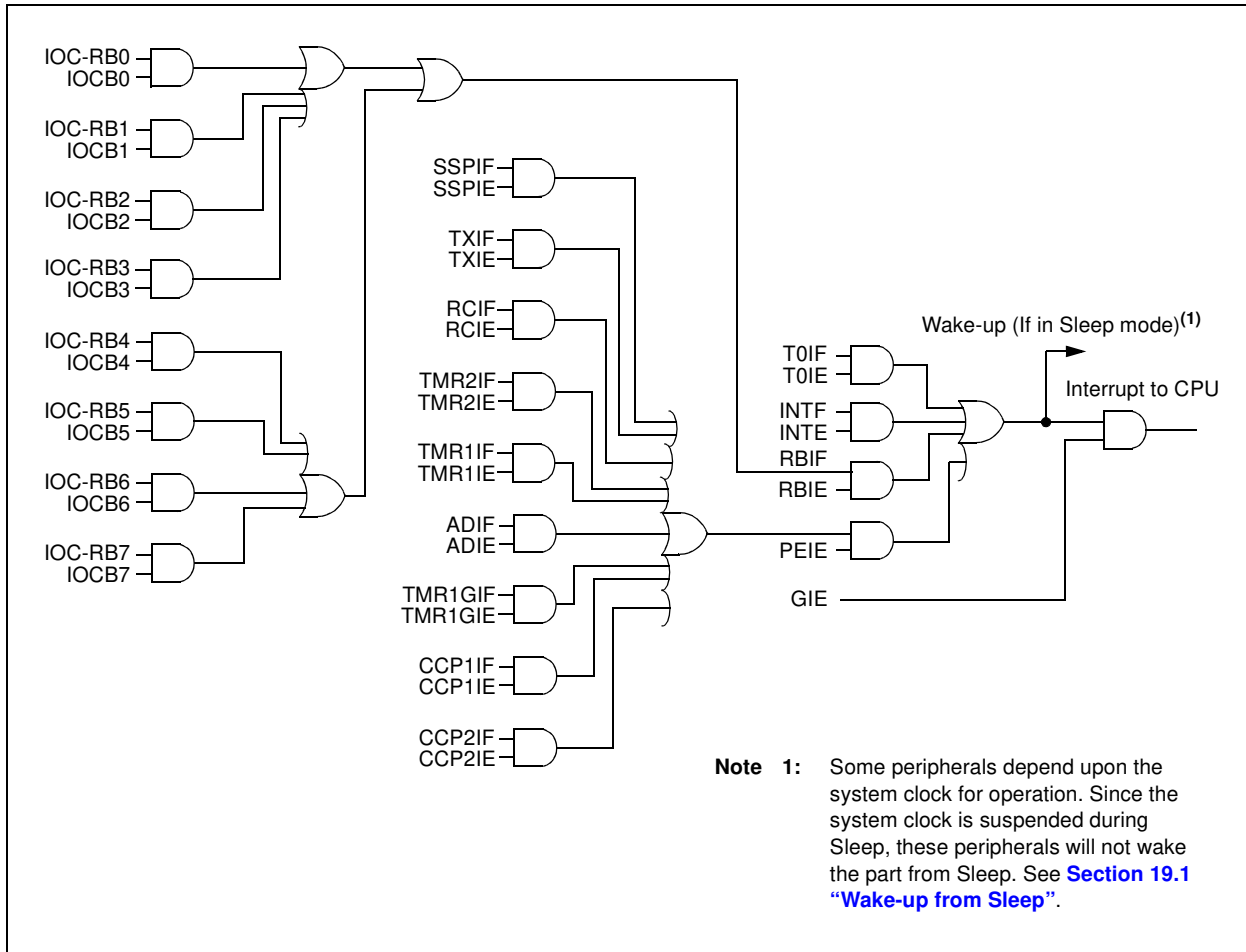 IOC-RB0
IOCB0
IOC-RB1
IOCB1
IOC-RB2
IOCB2
IOC-RB3
IOCB3
IOC-RB4
IOCB4
IOC-RB5
IOCB5
IOC-RB6
IOCB6
IOC-RB7
IOCB7
SSPIF
SSPIE
TXIF
TXIE
RCIF
RCIE
TMR2IF
TMR2IE
TMR1IF
TMR1IE
ADIF
ADIE
TMR1GIF
TMR1GIE
CCP1IF
CCP1IE
CCP2IF
CCP2IE
T0IF
T0IE
INTF
INTE
RBIF
RBIE
PEIE
GIE
Wake-up (If in Sleep mode)(1)
Interrupt to CPU
Note 1: Some peripherals depend upon the
system clock for operation. Since the
system clock is suspended during
Sleep, these peripherals will not wake
the part from Sleep. See Section 19.1
“Wake-up from Sleep”.